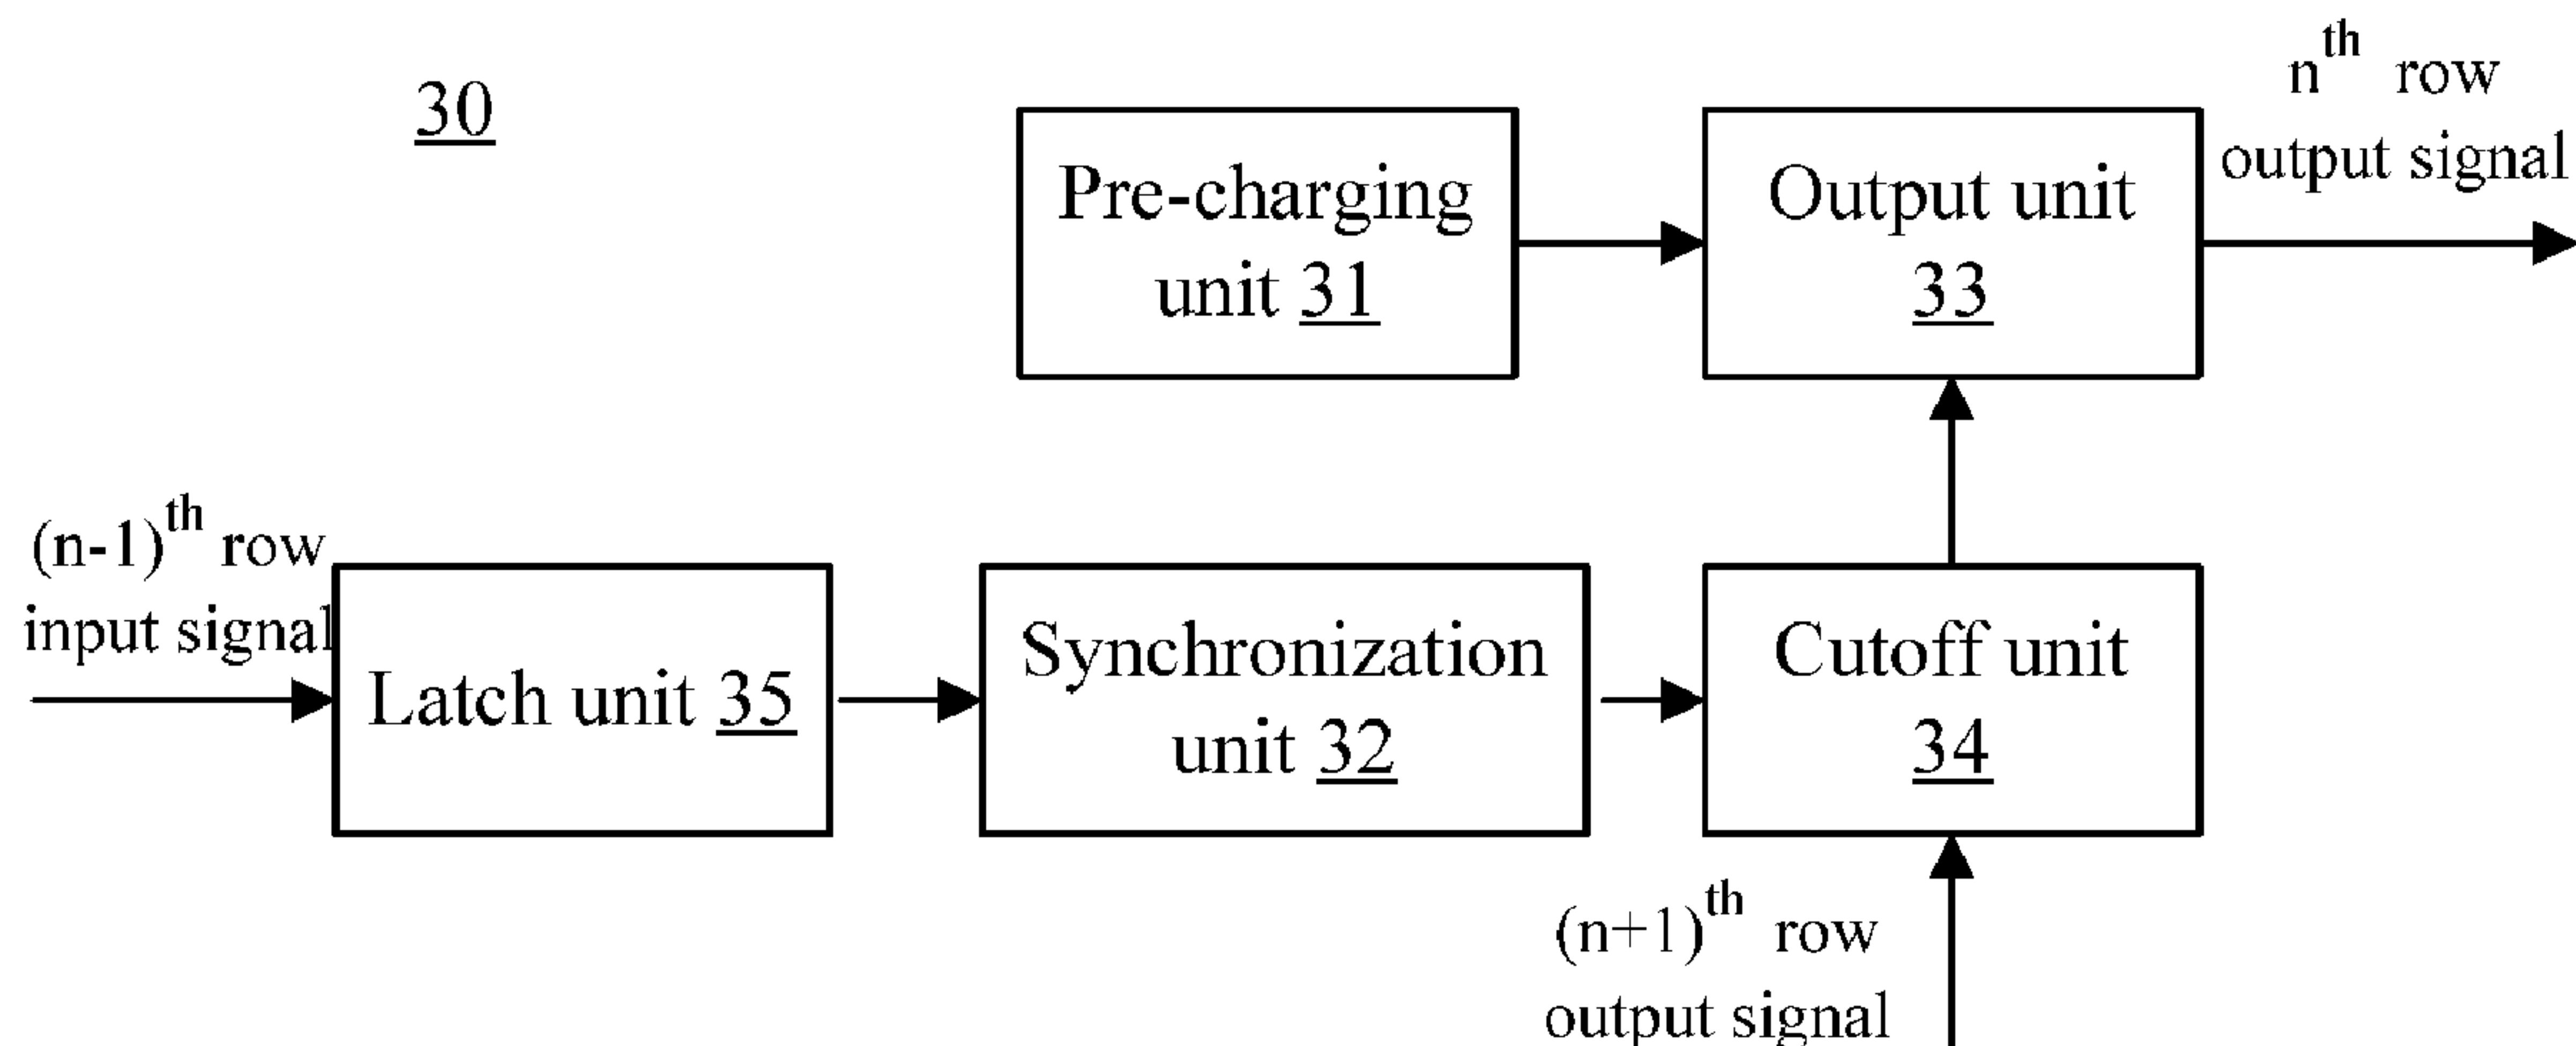 30
Pre-charging
unit 31
Output unit
33
nth row
output signal
(n-1)th row
input signal
Latch unit 35
Synchronization
unit 32
Cutoff unit
34
(n+1)th row
output signal